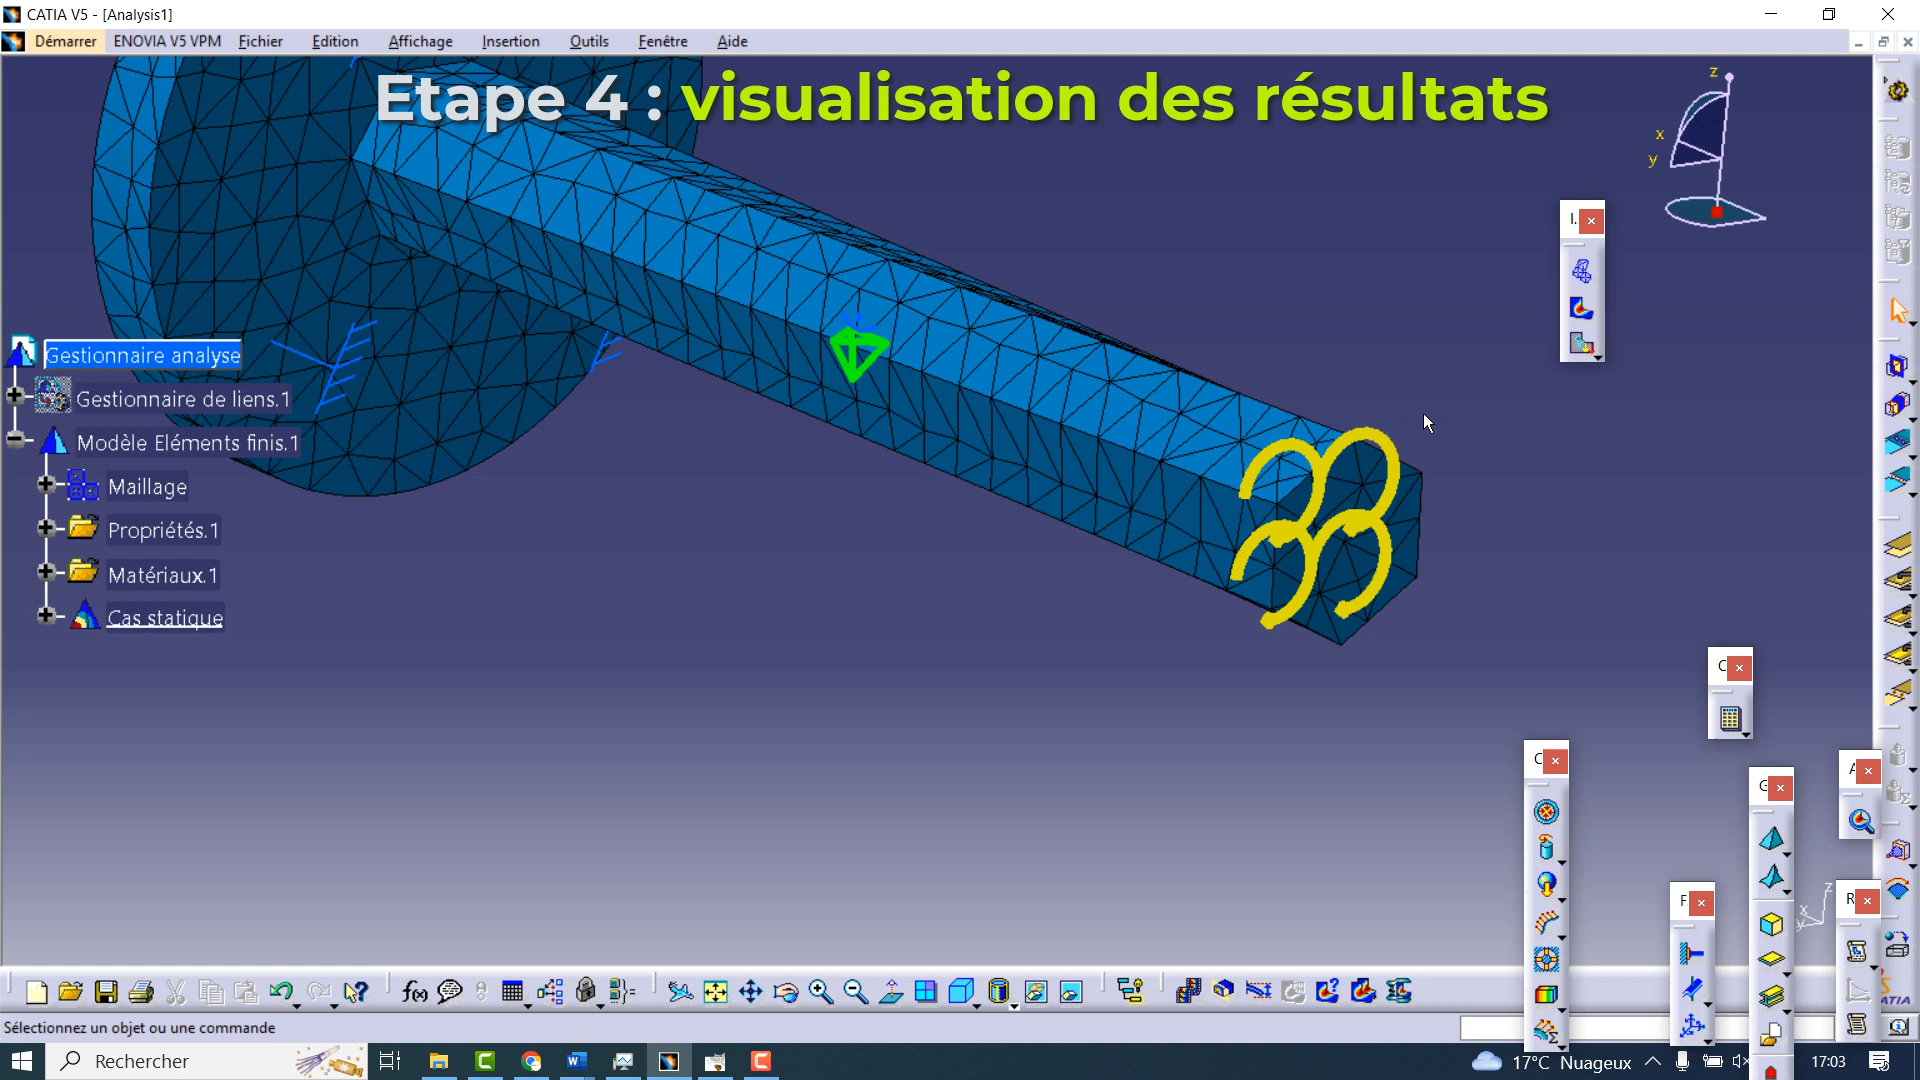 CATIA V5 - [Analysis1]
Démarrer ENOVIA V5 VPM Fichier Edition Affichage Insertion Outils Fenêtre Aide
Etape 4 : visualisation des résultats
z
x
y
I.
Gestionnaire analyse
Gestionnaire de liens.1
Modèle Eléments finis.1
Maillage
Propriétés.1
Matériaux.1
Cas statique
C
C
A
G
F
R
z
x
y
f(x)
Sélectionnez un objet ou une commande
Rechercher
17°C Nuageux
17:03